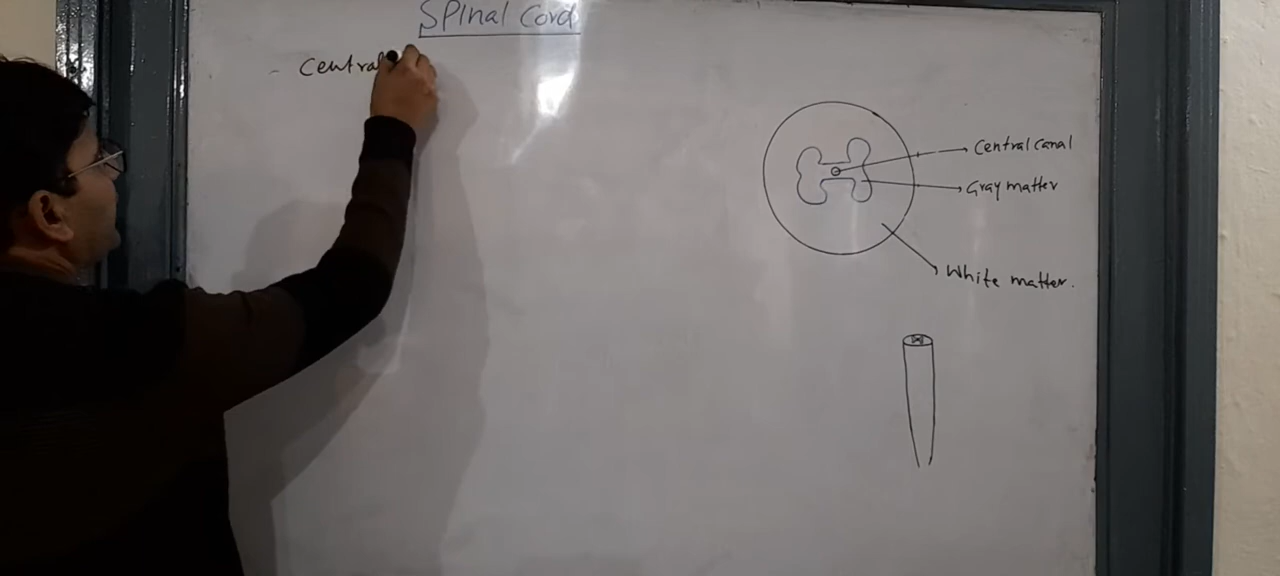 Spinal Cord
- Central
Central canal
Gray matter
White matter.